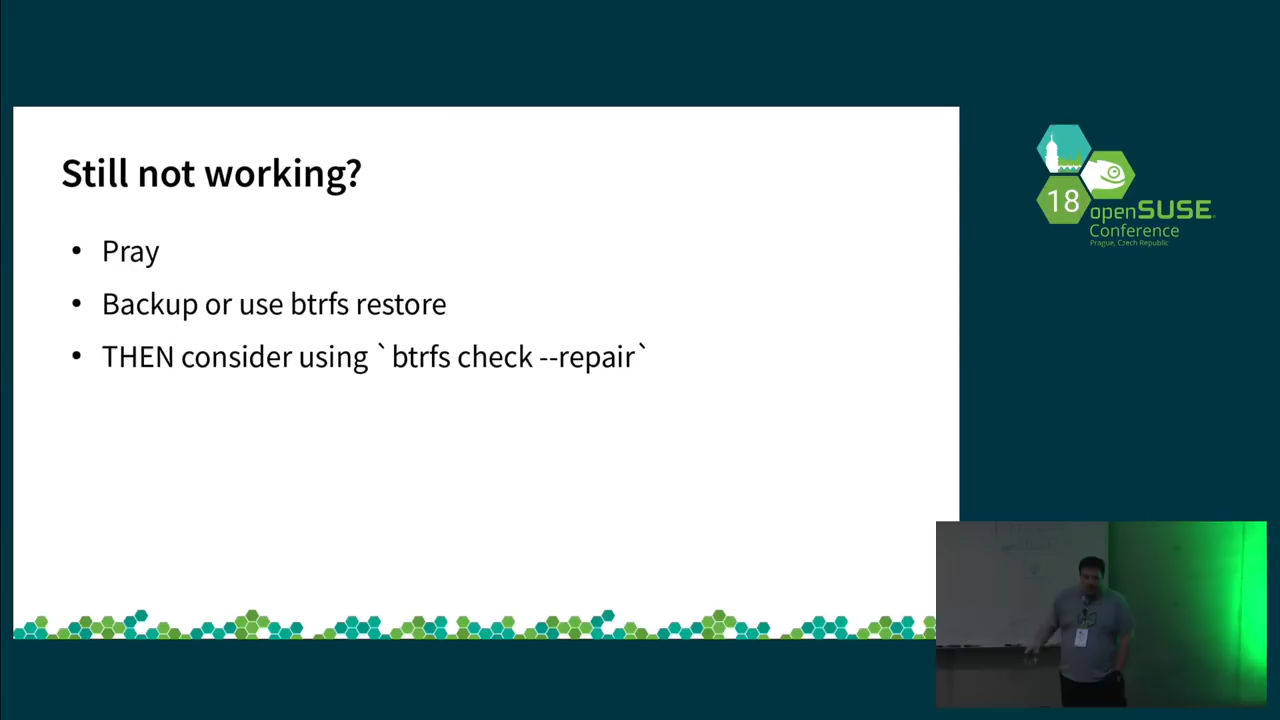 Still not working?
• Pray
• Backup or use btrfs restore
• THEN consider using `btrfs check --repair`
18
openSUSE
Conference
Prague, Czech Republic